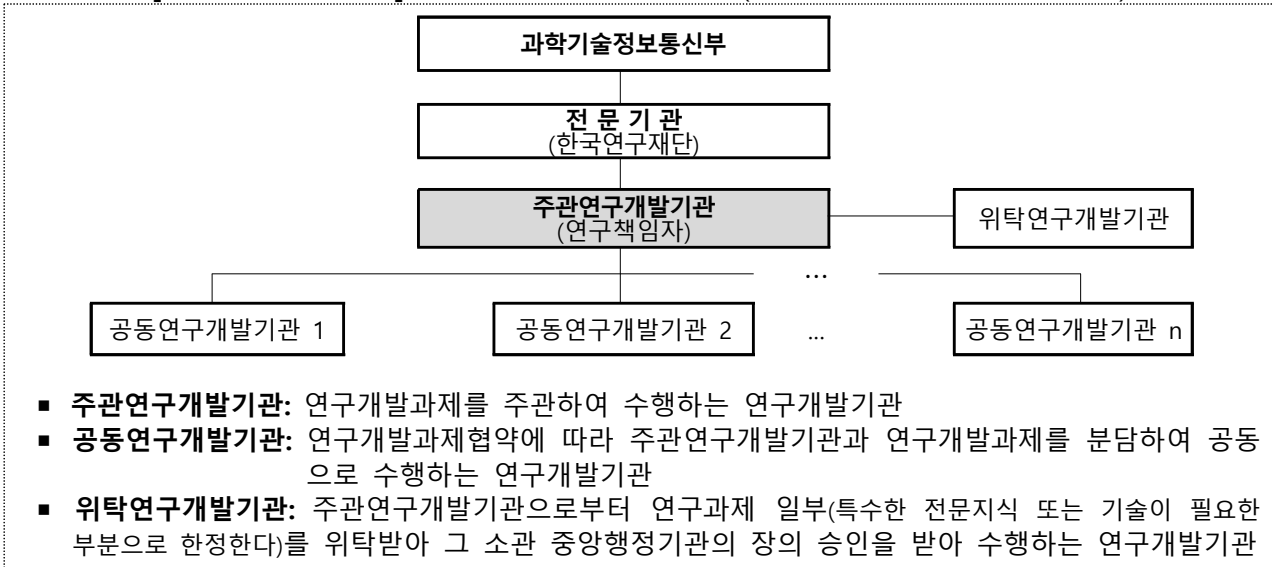 과학기술정보통신부
전 문 기 관
(한국연구재단)
주관연구개발기관
(연구책임자)
위탁연구개발기관
...
공동연구개발기관 1
공동연구개발기관 2
...
공동연구개발기관 n
▪ 주관연구개발기관: 연구개발과제를 주관하여 수행하는 연구개발기관
▪ 공동연구개발기관: 연구개발과제협약에 따라 주관연구개발기관과 연구개발과제를 분담하여 공동
으로 수행하는 연구개발기관
▪ 위탁연구개발기관: 주관연구개발기관으로부터 연구과제 일부(특수한 전문지식 또는 기술이 필요한
부분으로 한정한다)를 위탁받아 그 소관 중앙행정기관의 장의 승인을 받아 수행하는 연구개발기관